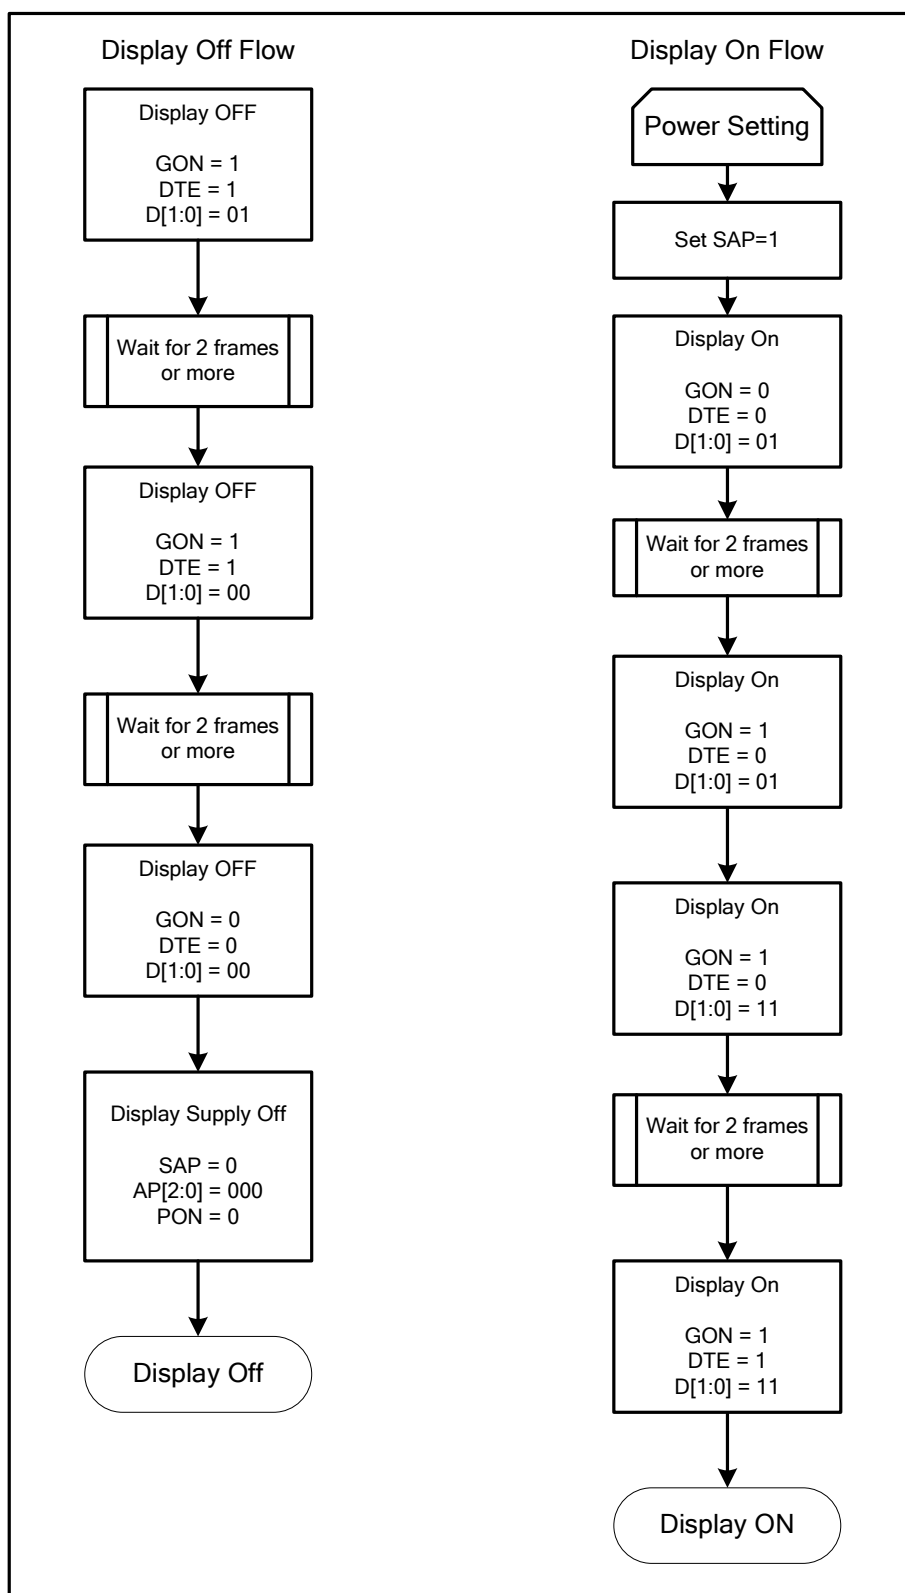 Display Off Flow
Display OFF
GON = 1
DTE = 1
D[1:0] = 01
Wait for 2 frames
or more
Display OFF
GON = 1
DTE = 1
D[1:0] = 00
Wait for 2 frames
or more
Display OFF
GON = 0
DTE = 0
D[1:0] = 00
Display Supply Off
SAP = 0
AP[2:0] = 000
PON = 0
Display Off
Display On Flow
Power Setting
Set SAP=1
Display On
GON = 0
DTE = 0
D[1:0] = 01
Wait for 2 frames
or more
Display On
GON = 1
DTE = 0
D[1:0] = 01
Display On
GON = 1
DTE = 0
D[1:0] = 11
Wait for 2 frames
or more
Display On
GON = 1
DTE = 1
D[1:0] = 11
Display ON